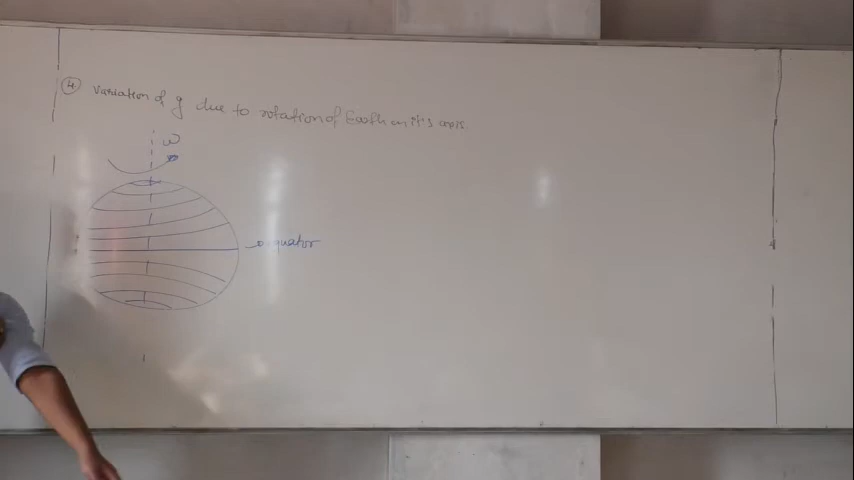 ④ Variation of g due to rotation of Earth on it's axis.
ω
equator